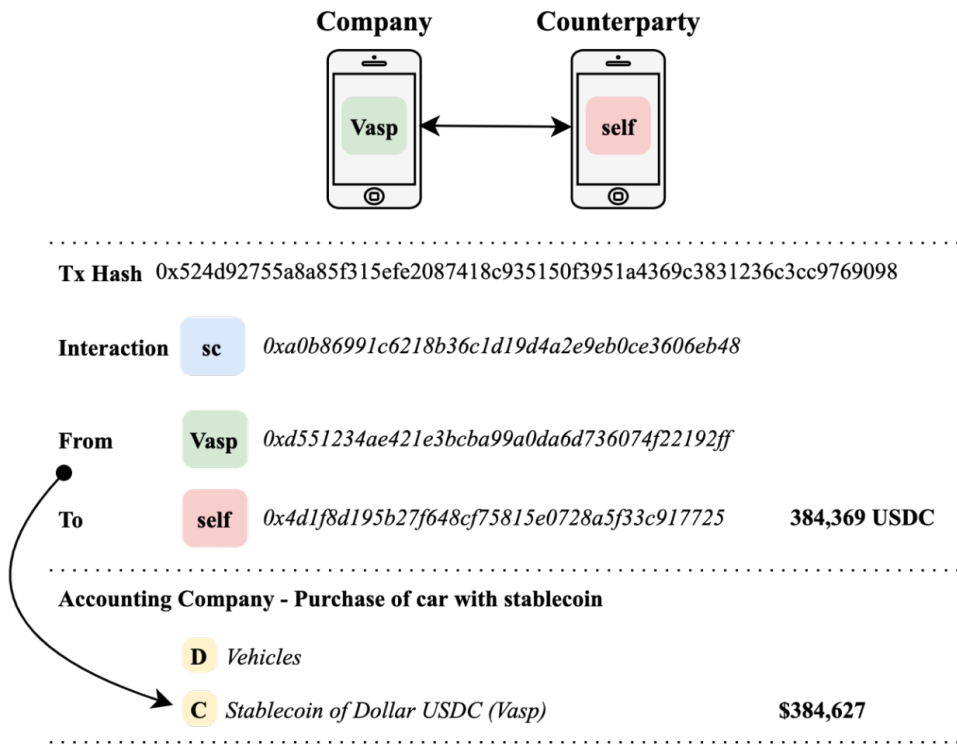 Company Counterparty
Vasp self
Tx Hash 0x524d92755a8a85f315efe2087418c935150f3951a4369c3831236c3cc9769098
Interaction sc 0xa0b86991c6218b36c1d19d4a2e9eb0ce3606eb48
From Vasp 0xd551234ae421e3bcba99a0da6d736074f22192ff
To self 0x4d1f8d195b27f648cf75815e0728a5f33c917725 384,369 USDC
Accounting Company - Purchase of car with stablecoin
D Vehicles
C Stablecoin of Dollar USDC (Vasp) $384,627